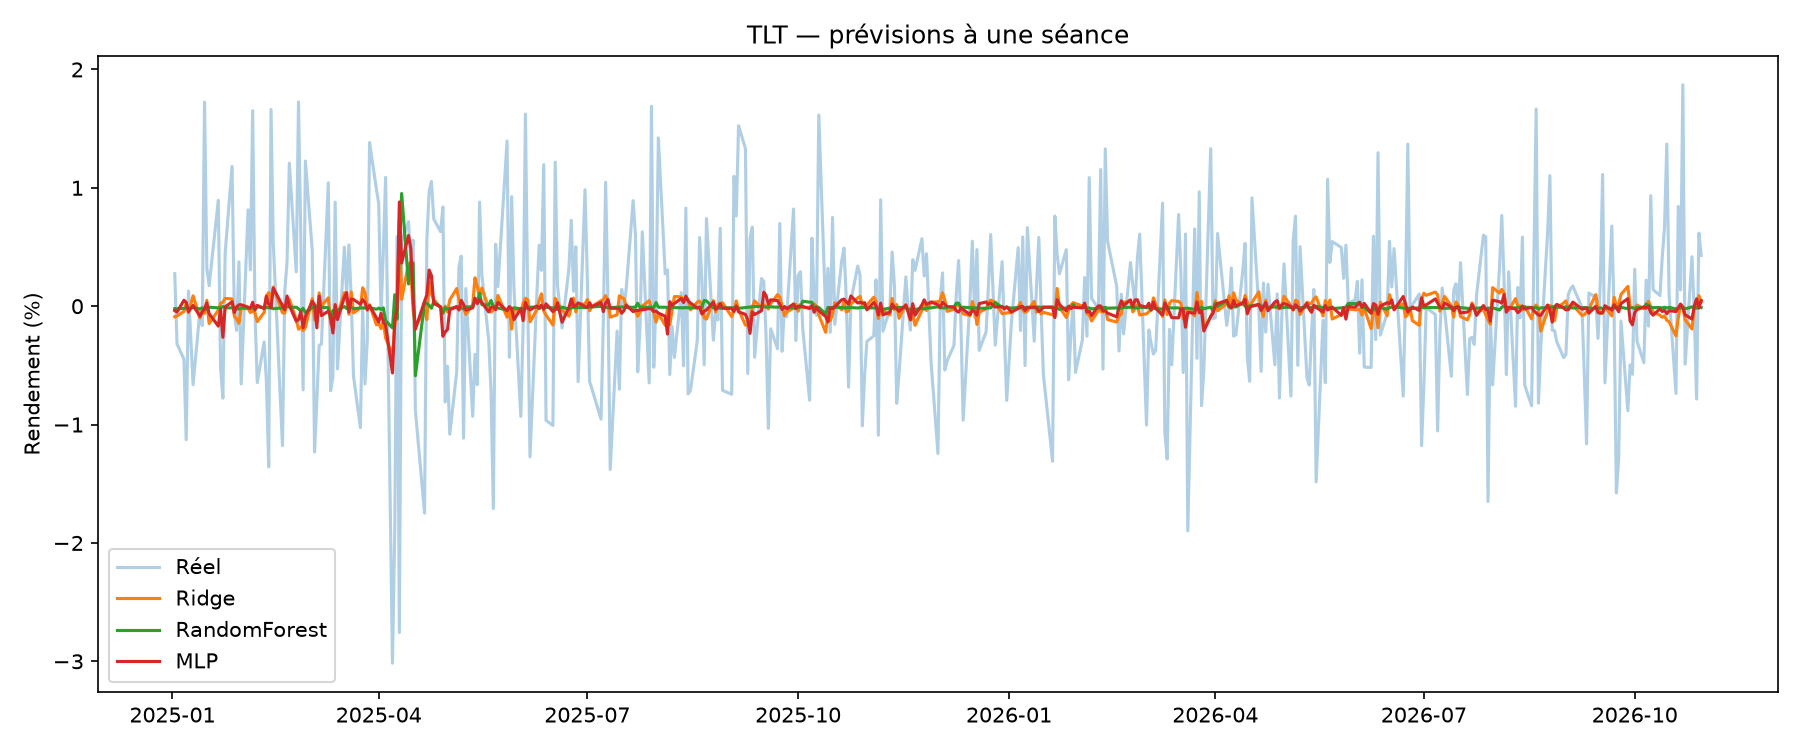 TLT — prévisions à une séance
Rendement (%)
2
1
0
−1
−2
−3
Réel
Ridge
RandomForest
MLP
2025-01 2025-04 2025-07 2025-10 2026-01 2026-04 2026-07 2026-10